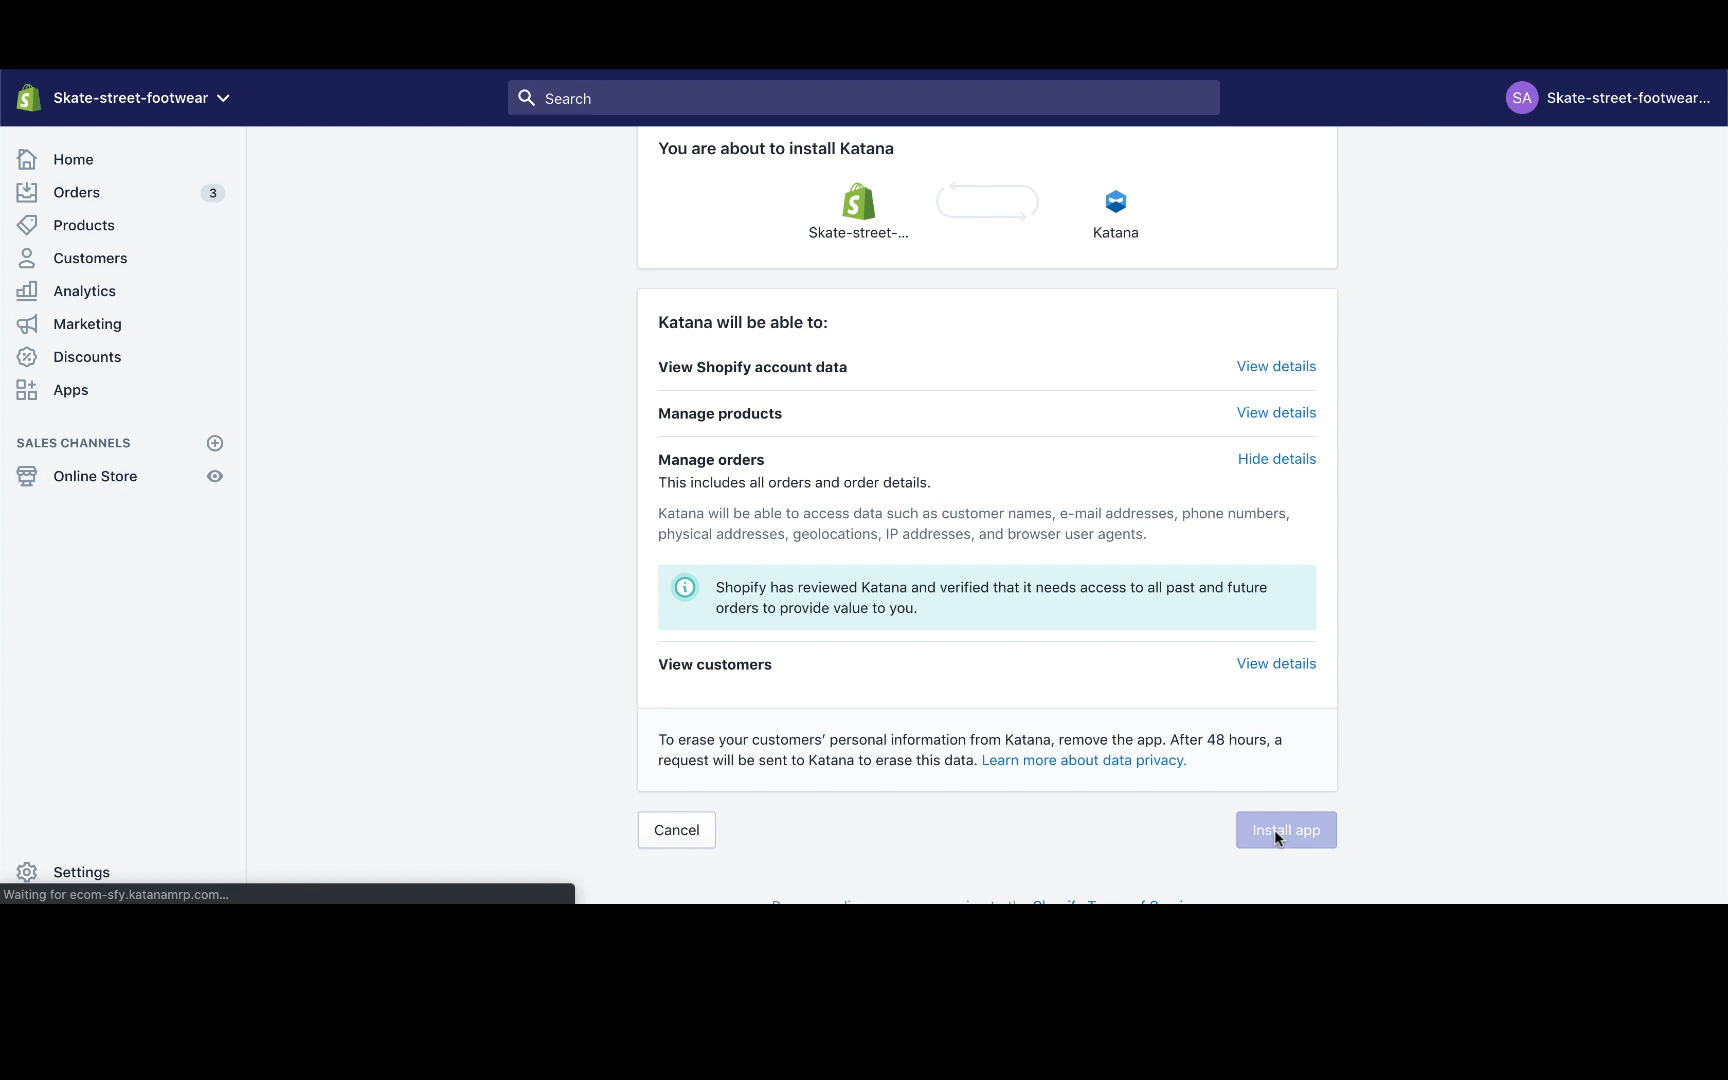 Skate-street-footwear
Search
SA
Skate-street-footwear...
Home
Orders
3
Products
Customers
Analytics
Marketing
Discounts
Apps
SALES CHANNELS
Online Store
Settings
Waiting for ecom-sfy.katanamrp.com...
You are about to install Katana
Skate-street-...
Katana
Katana will be able to:
View Shopify account data
View details
Manage products
View details
Manage orders
Hide details
This includes all orders and order details.
Katana will be able to access data such as customer names, e-mail addresses, phone numbers,
physical addresses, geolocations, IP addresses, and browser user agents.
Shopify has reviewed Katana and verified that it needs access to all past and future
orders to provide value to you.
View customers
View details
To erase your customers' personal information from Katana, remove the app. After 48 hours, a
request will be sent to Katana to erase this data. Learn more about data privacy.
Cancel
Install app